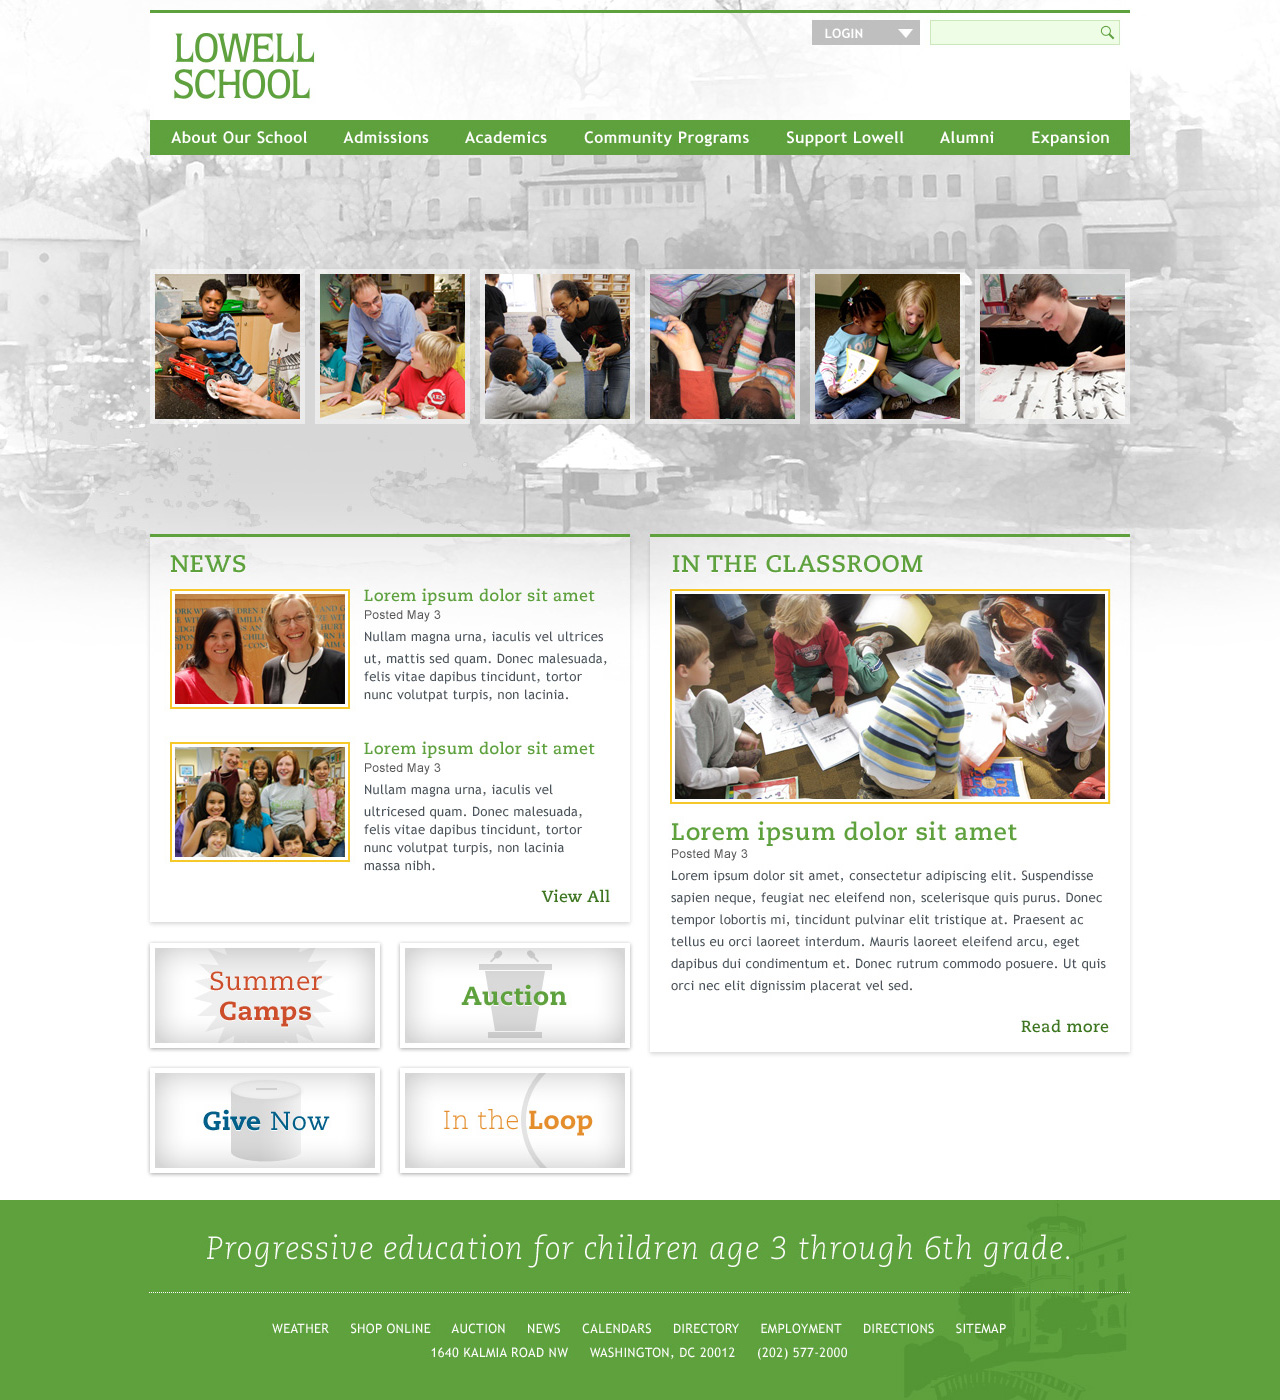 LOWELL
SCHOOL
LOGIN
About Our School Admissions Academics Community Programs Support Lowell Alumni Expansion
NEWS
Lorem ipsum dolor sit amet
Posted May 3
Nullam magna urna, iaculis vel ultrices
ut, mattis sed quam. Donec malesuada,
felis vitae dapibus tincidunt, tortor
nunc volutpat turpis, non lacinia.
Lorem ipsum dolor sit amet
Posted May 3
Nullam magna urna, iaculis vel
ultricesed quam. Donec malesuada,
felis vitae dapibus tincidunt, tortor
nunc volutpat turpis, non lacinia
massa nibh.
View All
IN THE CLASSROOM
Lorem ipsum dolor sit amet
Posted May 3
Lorem ipsum dolor sit amet, consectetur adipiscing elit. Suspendisse
sapien neque, feugiat nec eleifend non, scelerisque quis purus. Donec
tempor lobortis mi, tincidunt pulvinar elit tristique at. Praesent ac
tellus eu orci laoreet interdum. Mauris laoreet eleifend arcu, eget
dapibus dui condimentum et. Donec rutrum commodo posuere. Ut quis
orci nec elit dignissim placerat vel sed.
Read more
Summer
Camps
Auction
Give Now
In the Loop
Progressive education for children age 3 through 6th grade.
WEATHER SHOP ONLINE AUCTION NEWS CALENDARS DIRECTORY EMPLOYMENT DIRECTIONS SITEMAP
1640 KALMIA ROAD NW WASHINGTON, DC 20012 (202) 577-2000